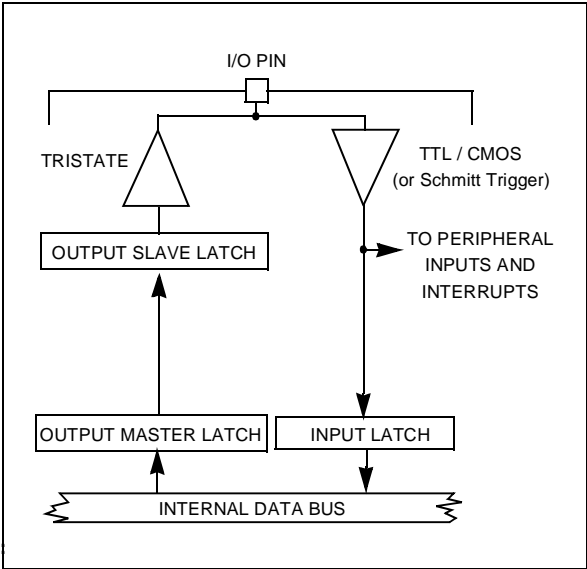 I/O PIN
TRISTATE
TTL / CMOS
(or Schmitt Trigger)
TO PERIPHERAL
INPUTS AND
INTERRUPTS
OUTPUT SLAVE LATCH
OUTPUT MASTER LATCH
INPUT LATCH
INTERNAL DATA BUS